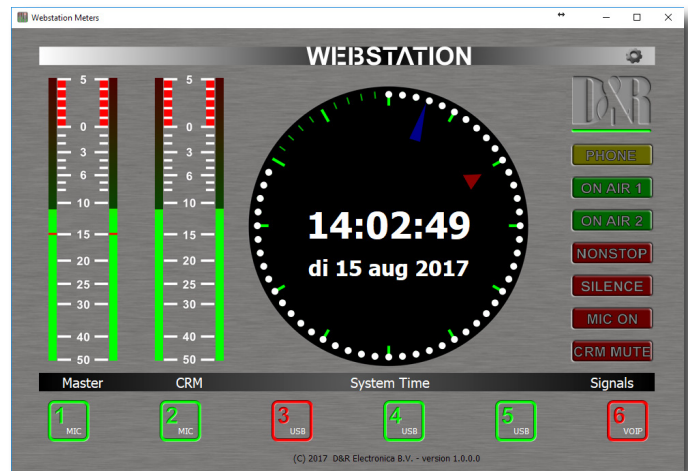 Webstation Meters
WEBSTATION
D&R
5 5
0 0
3 3
6 6
10 10
15 15
20 20
25 25
30 30
40 40
50 50
14:02:49
di 15 aug 2017
PHONE
ON AIR 1
ON AIR 2
NONSTOP
SILENCE
MIC ON
CRM MUTE
Master CRM System Time Signals
1 MIC 2 MIC 3 USB 4 USB 5 USB 6 VOIP
(C) 2017 D&R Electronica B.V. - version 1.0.0.0